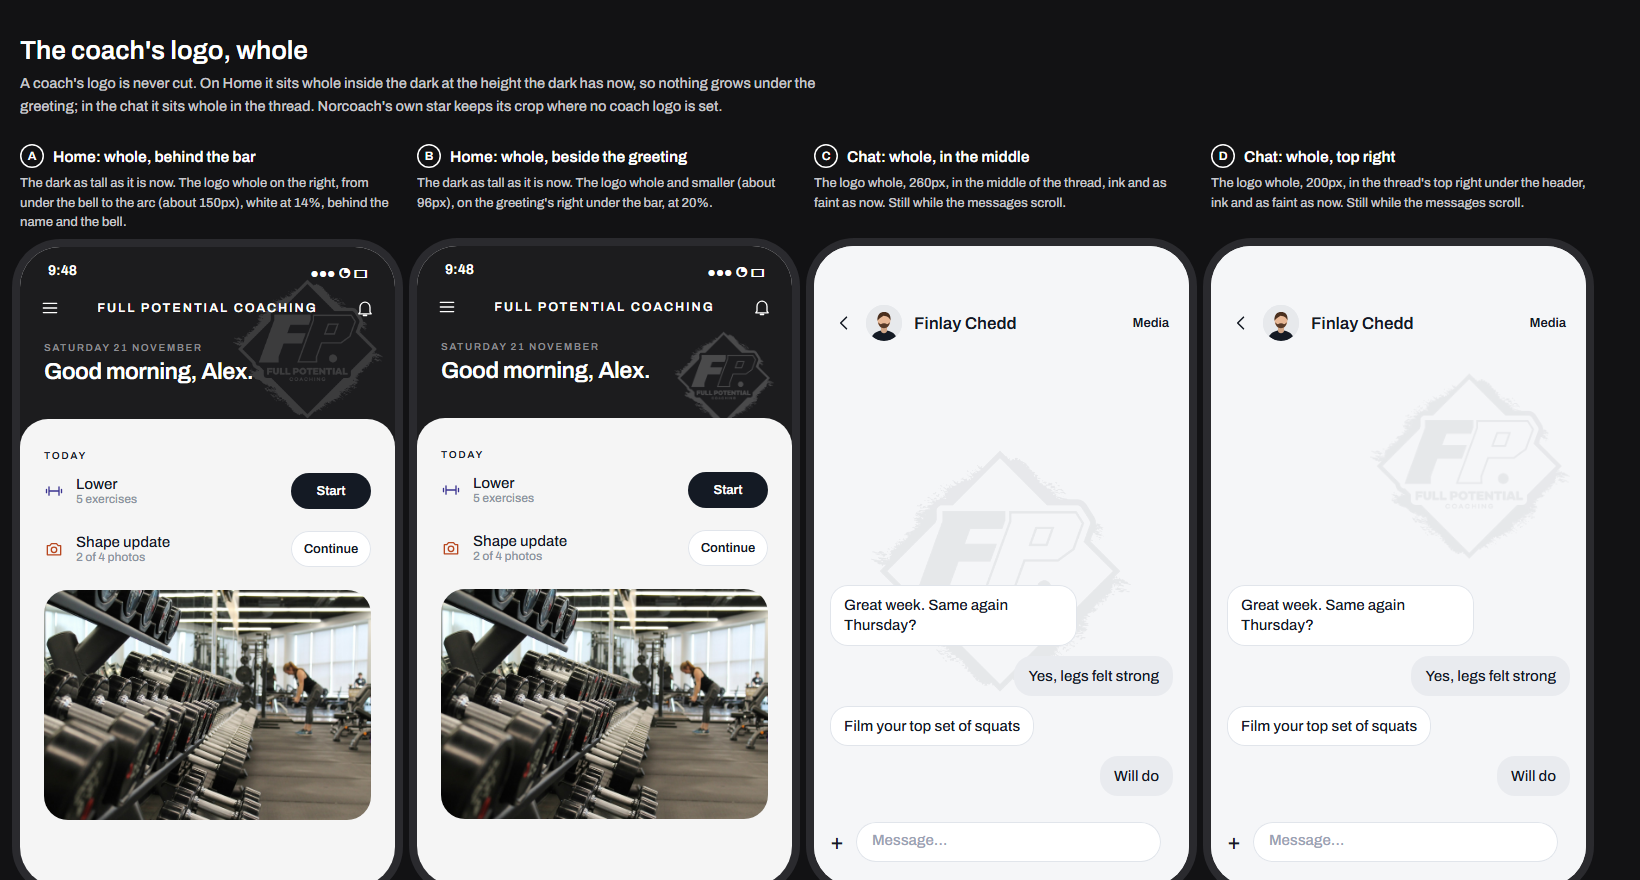 The coach's logo, whole
A coach's logo is never cut. On Home it sits whole inside the dark at the height the dark has now, so nothing grows under the
greeting; in the chat it sits whole in the thread. Norcoach's own star keeps its crop where no coach logo is set.
A Home: whole, behind the bar
The dark as tall as it is now. The logo whole on the right, from
under the bell to the arc (about 150px), white at 14%, behind the
name and the bell.
9:48
FULL POTENTIAL COACHING
FP.
FULL POTENTIAL
COACHING
SATURDAY 21 NOVEMBER
Good morning, Alex.
TODAY
Lower
5 exercises
Start
Shape update
2 of 4 photos
Continue
B Home: whole, beside the greeting
The dark as tall as it is now. The logo whole and smaller (about
96px), on the greeting's right under the bar, at 20%.
9:48
FULL POTENTIAL COACHING
SATURDAY 21 NOVEMBER
Good morning, Alex.
FP.
FULL POTENTIAL
COACHING
TODAY
Lower
5 exercises
Start
Shape update
2 of 4 photos
Continue
C Chat: whole, in the middle
The logo whole, 260px, in the middle of the thread, ink and as
faint as now. Still while the messages scroll.
Finlay Chedd
Media
FP.
Great week. Same again
Thursday?
Yes, legs felt strong
Film your top set of squats
Will do
+ Message...
D Chat: whole, top right
The logo whole, 200px, in the thread's top right under the header,
ink and as faint as now. Still while the messages scroll.
Finlay Chedd
Media
FP.
FULL POTENTIAL
COACHING
Great week. Same again
Thursday?
Yes, legs felt strong
Film your top set of squats
Will do
+ Message...